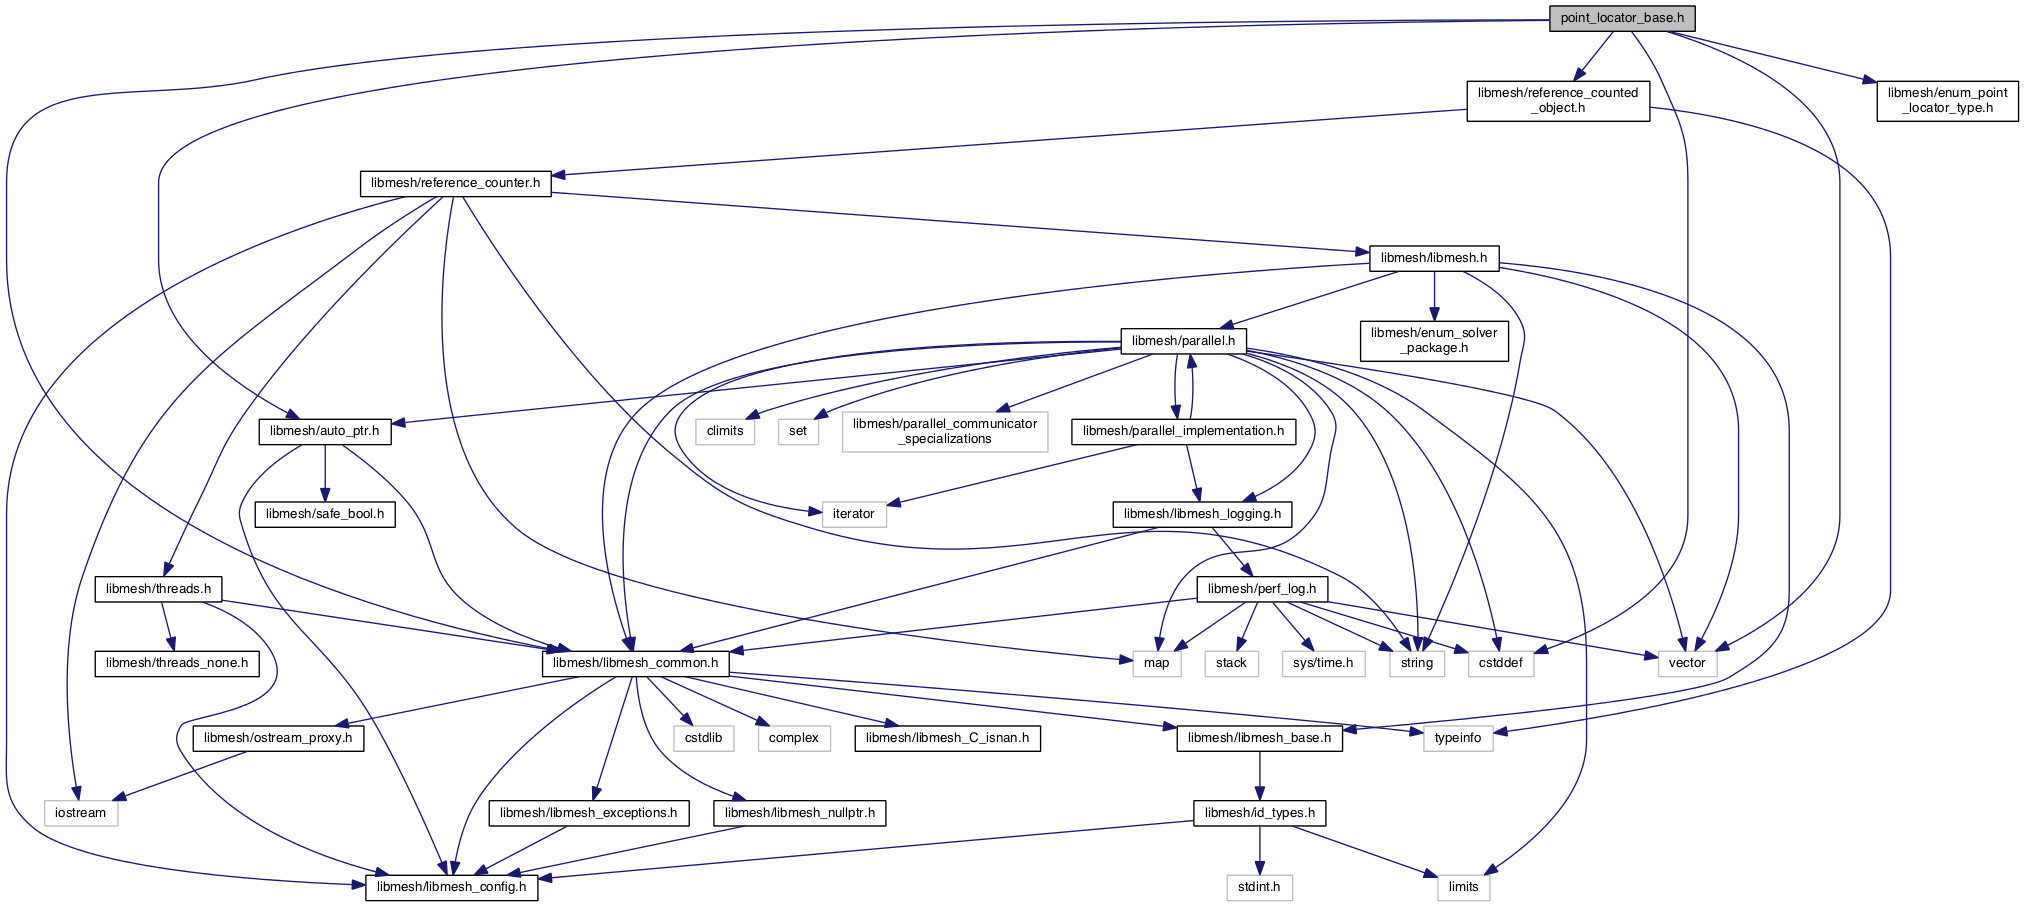 point_locator_base.h
libmesh/reference_counted
_object.h
libmesh/enum_point
_locator_type.h
libmesh/reference_counter.h
libmesh/libmesh.h
libmesh/parallel.h
libmesh/enum_solver
_package.h
libmesh/auto_ptr.h
climits
set
libmesh/parallel_communicator
_specializations
libmesh/parallel_implementation.h
libmesh/safe_bool.h
iterator
libmesh/libmesh_logging.h
libmesh/threads.h
libmesh/perf_log.h
libmesh/threads_none.h
libmesh/libmesh_common.h
map
stack
sys/time.h
string
cstddef
vector
libmesh/ostream_proxy.h
cstdlib
complex
libmesh/libmesh_C_isnan.h
libmesh/libmesh_base.h
typeinfo
iostream
libmesh/libmesh_exceptions.h
libmesh/libmesh_nullptr.h
libmesh/id_types.h
libmesh/libmesh_config.h
stdint.h
limits